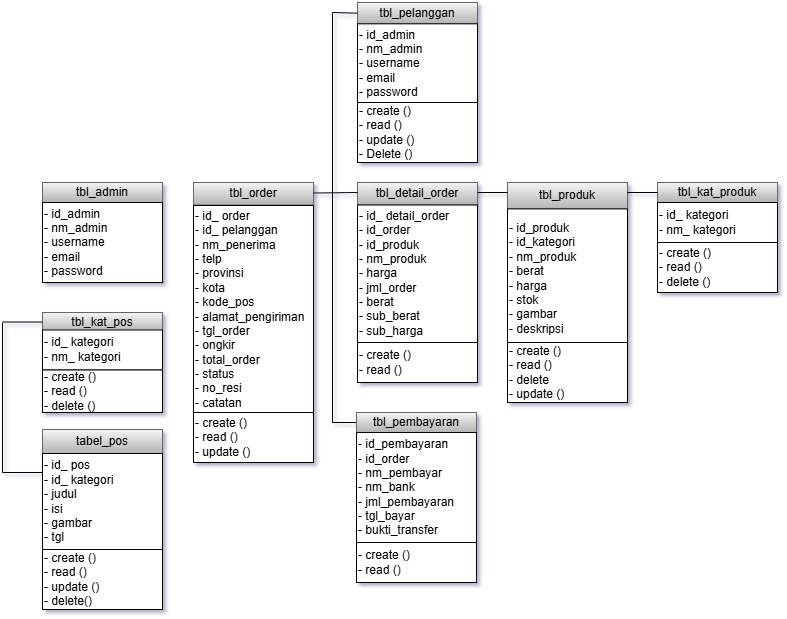 tbl_pelanggan
- id_admin
- nm_admin
- username
- email
- password
- create ()
- read ()
- update ()
- Delete ()
tbl_admin
- id_admin
- nm_admin
- username
- email
- password
tbl_order
- id_ order
- id_ pelanggan
- nm_penerima
- telp
- provinsi
- kota
- kode_pos
- alamat_pengiriman
- tgl_order
- ongkir
- total_order
- status
- no_resi
- catatan
- create ()
- read ()
- update ()
tbl_detail_order
- id_ detail_order
- id_order
- id_produk
- nm_produk
- harga
- jml_order
- berat
- sub_berat
- sub_harga
- create ()
- read ()
tbl_produk
- id_produk
- id_kategori
- nm_produk
- berat
- harga
- stok
- gambar
- deskripsi
- create ()
- read ()
- delete
- update ()
tbl_kat_produk
- id_ kategori
- nm_ kategori
- create ()
- read ()
- delete ()
tbl_kat_pos
- id_ kategori
- nm_ kategori
- create ()
- read ()
- delete ()
tabel_pos
- id_ pos
- id_ kategori
- judul
- isi
- gambar
- tgl
- create ()
- read ()
- update ()
- delete()
tbl_pembayaran
- id_pembayaran
- id_order
- nm_pembayar
- nm_bank
- jml_pembayaran
- tgl_bayar
- bukti_transfer
- create ()
- read ()